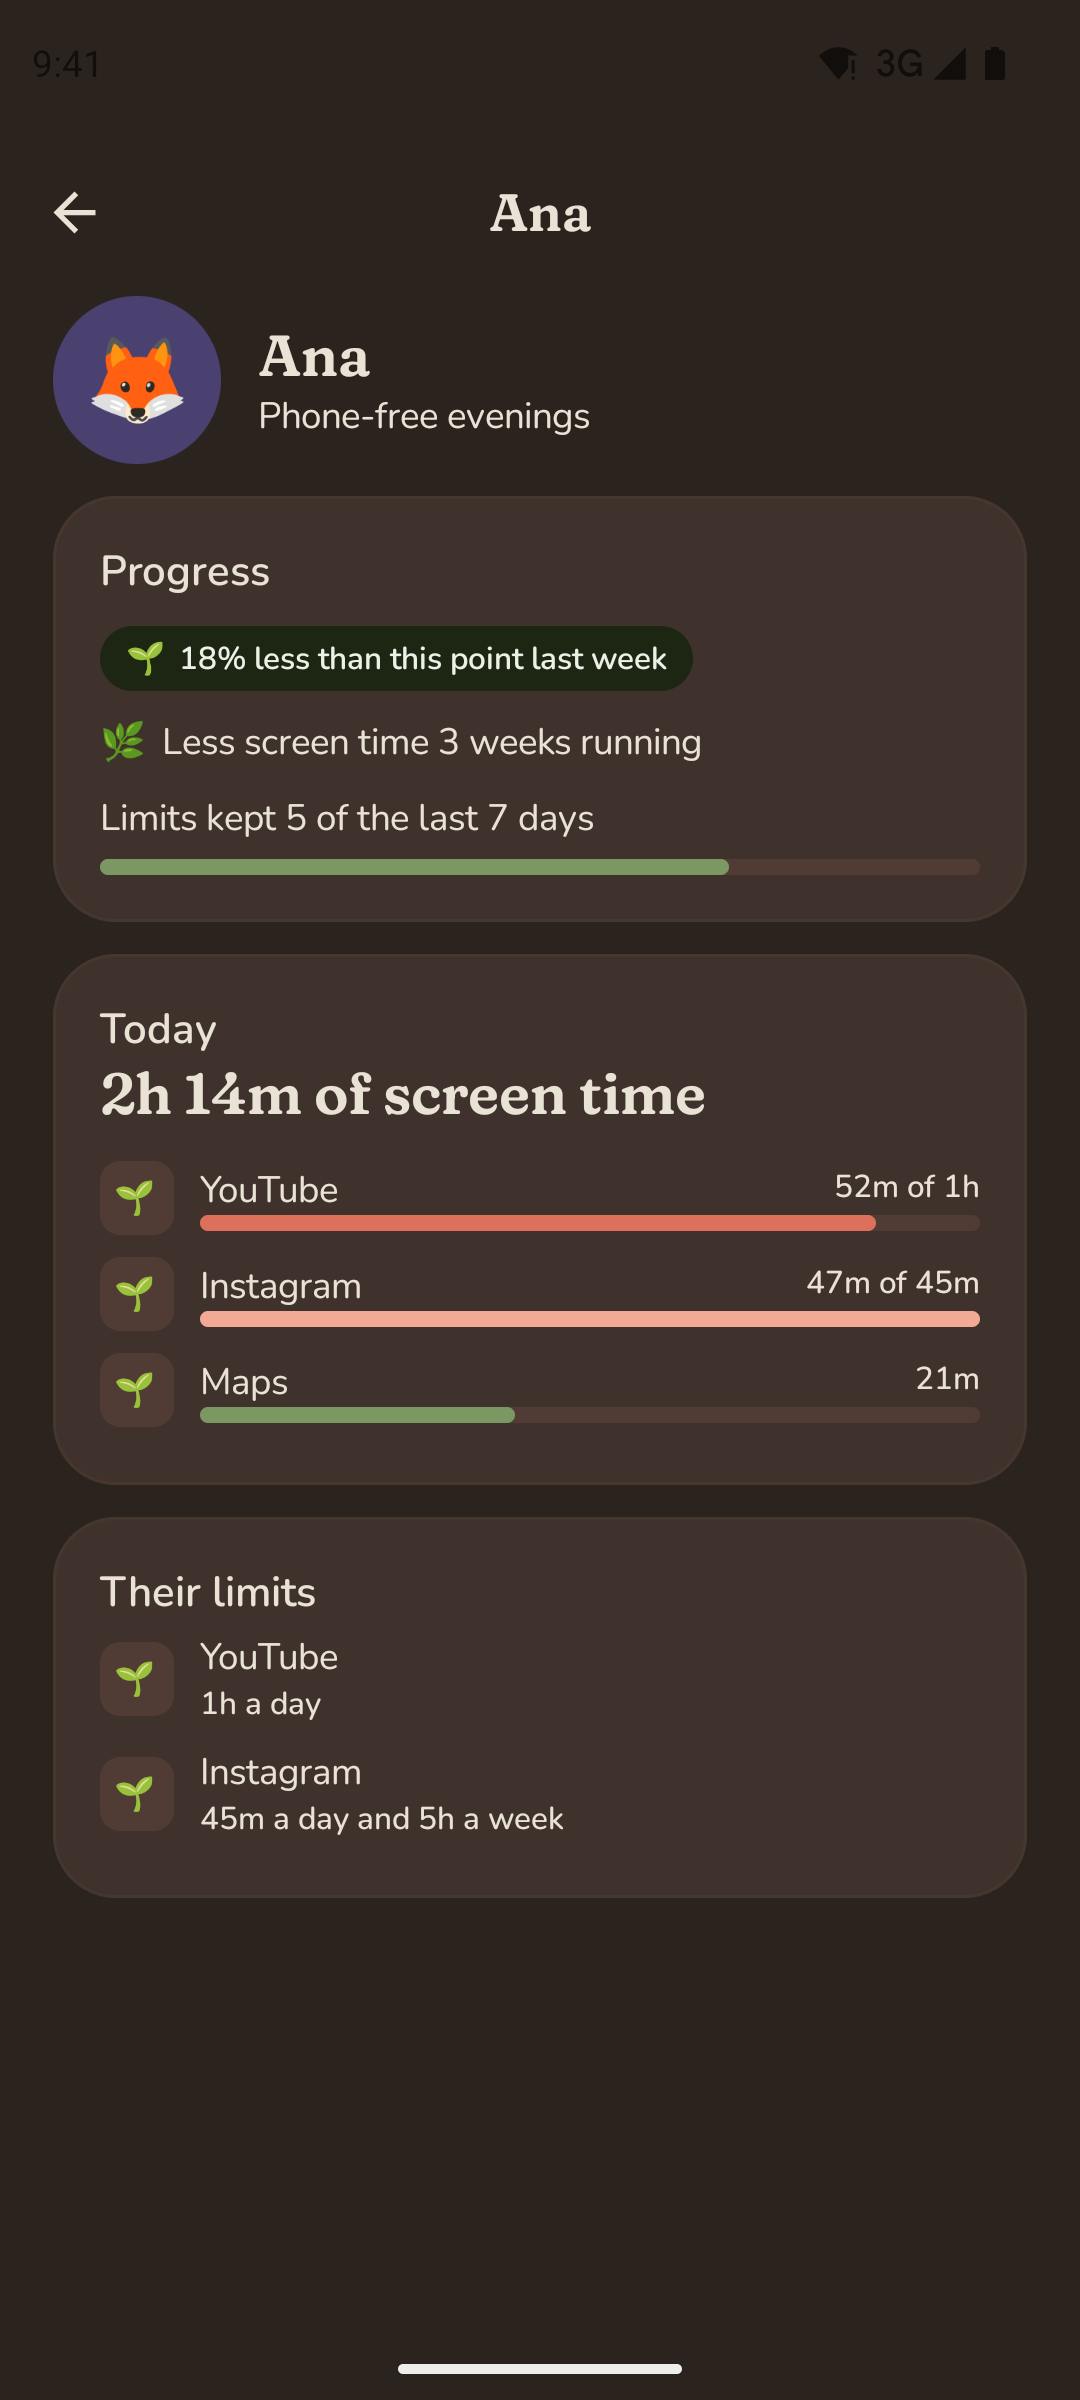 9:41
3G
Ana
Ana
Phone-free evenings
Progress
18% less than this point last week
Less screen time 3 weeks running
Limits kept 5 of the last 7 days
Today
2h 14m of screen time
YouTube
52m of 1h
Instagram
47m of 45m
Maps
21m
Their limits
YouTube
1h a day
Instagram
45m a day and 5h a week